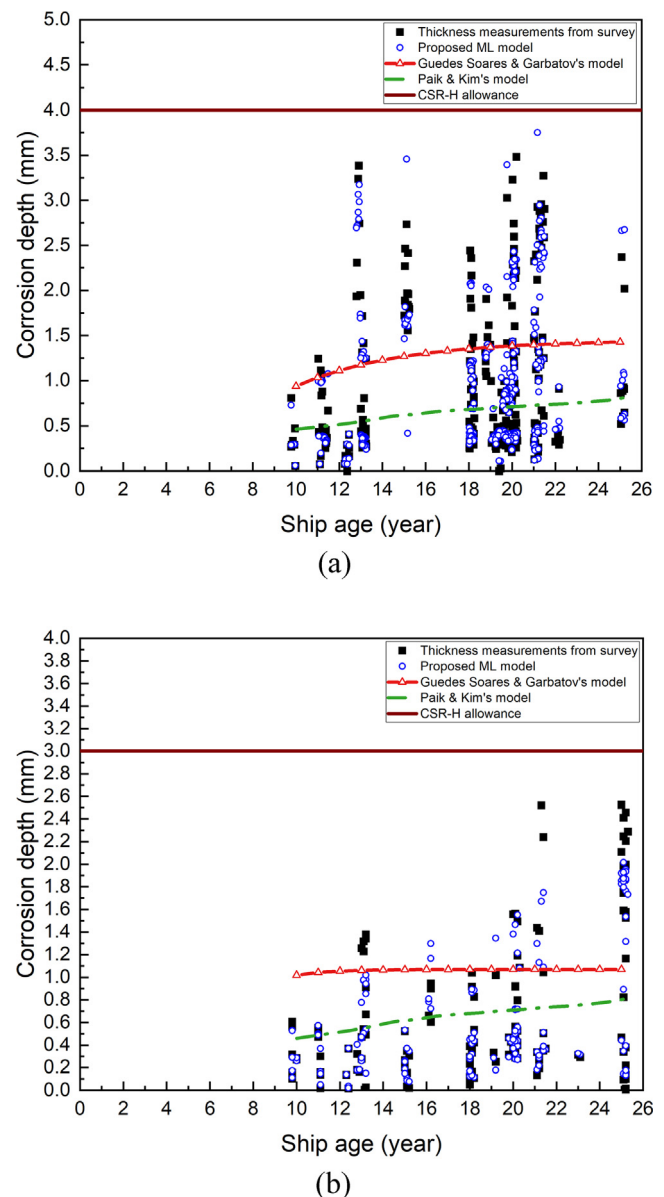 Thickness measurements from survey
Proposed ML model
Guedes Soares & Garbatov's model
Paik & Kim's model
CSR-H allowance
5.0
4.5
4.0
3.5
3.0
2.5
2.0
1.5
1.0
0.5
0.0
Corrosion depth (mm)
0 2 4 6 8 10 12 14 16 18 20 22 24 26
Ship age (year)
(a)
Thickness measurements from survey
Proposed ML model
Guedes Soares & Garbatov's model
Paik & Kim's model
CSR-H allowance
4.0
3.8
3.6
3.4
3.2
3.0
2.8
2.6
2.4
2.2
2.0
1.8
1.6
1.4
1.2
1.0
0.8
0.6
0.4
0.2
0.0
Corrosion depth (mm)
0 2 4 6 8 10 12 14 16 18 20 22 24 26
Ship age (year)
(b)